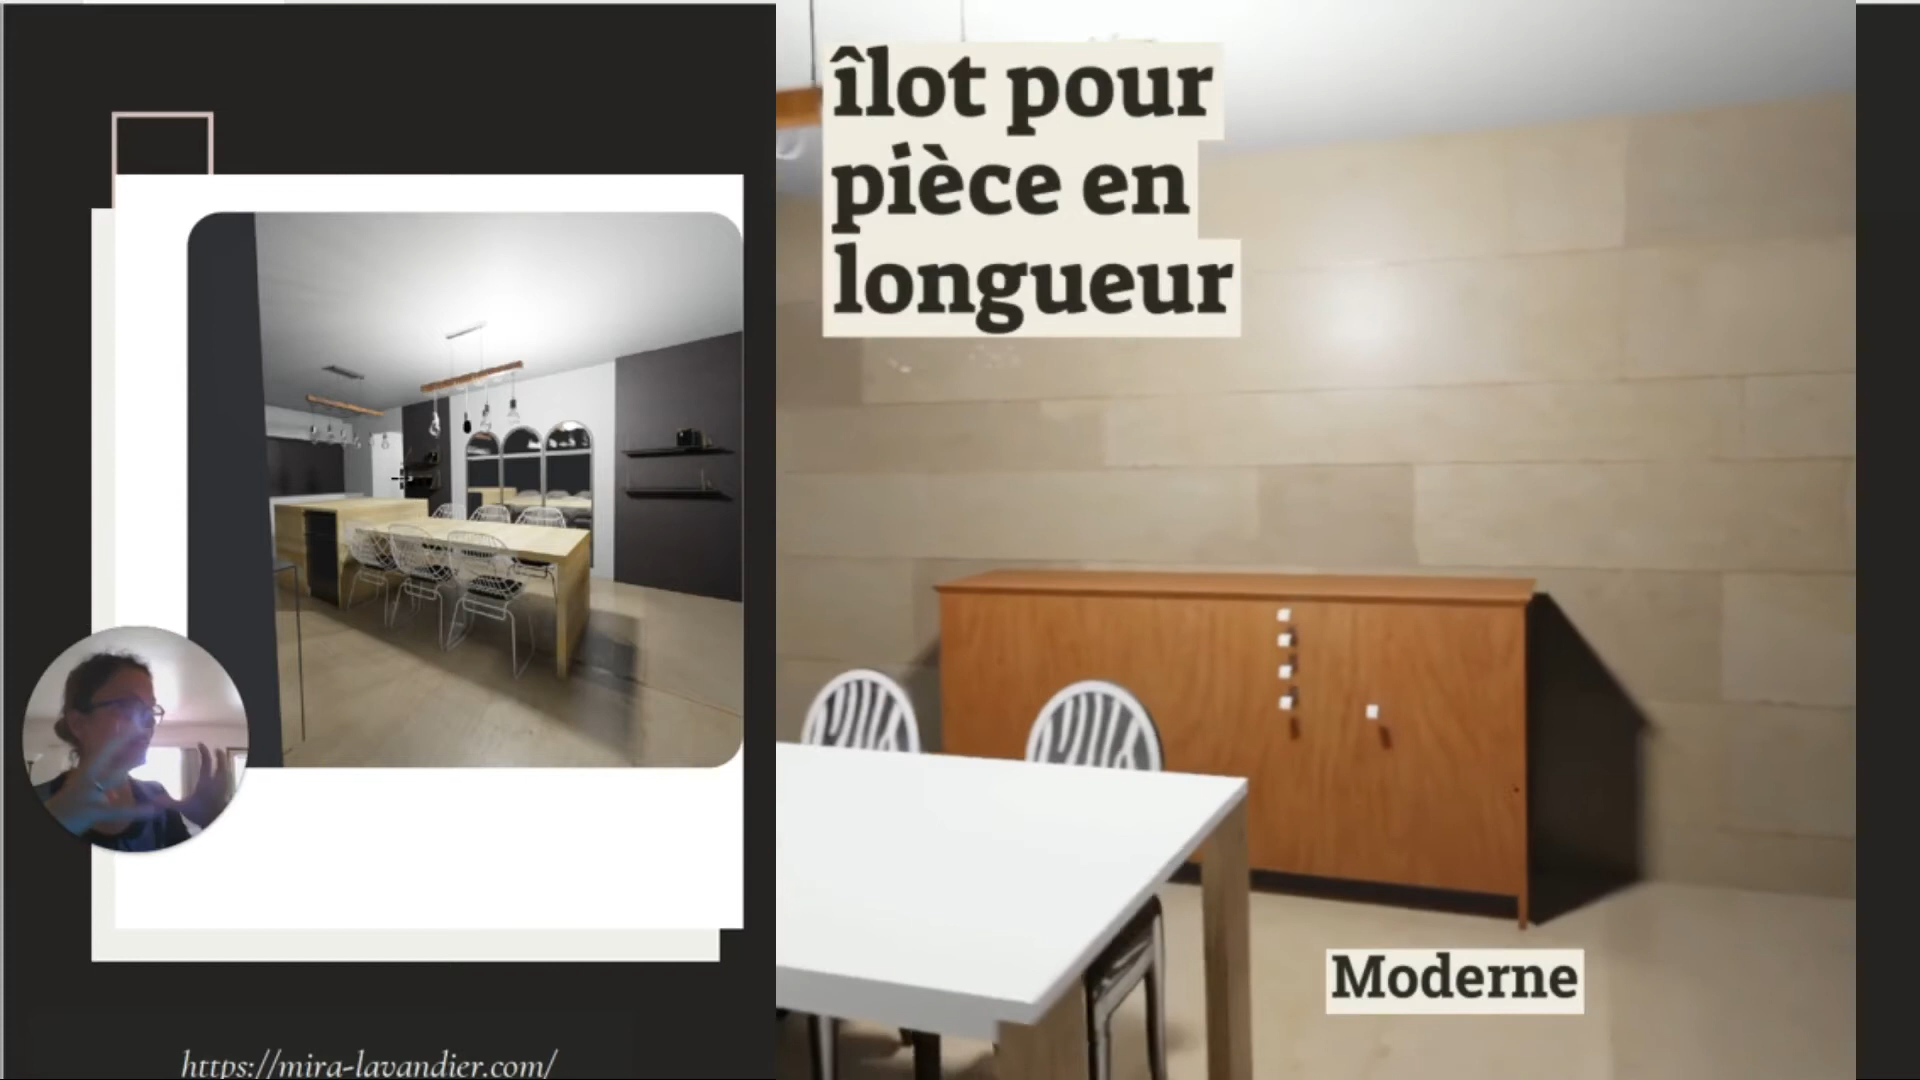 îlot pour
pièce en
longueur
Moderne
https://mira-lavandier.com/